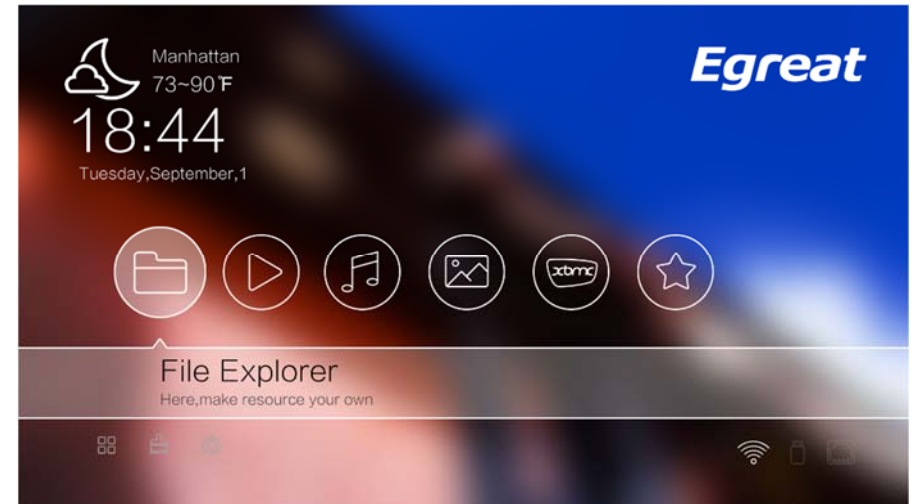 Manhattan
73~90℉
18:44
Tuesday,September,1
Egreat
xbmc
File Explorer
Here,make resource your own